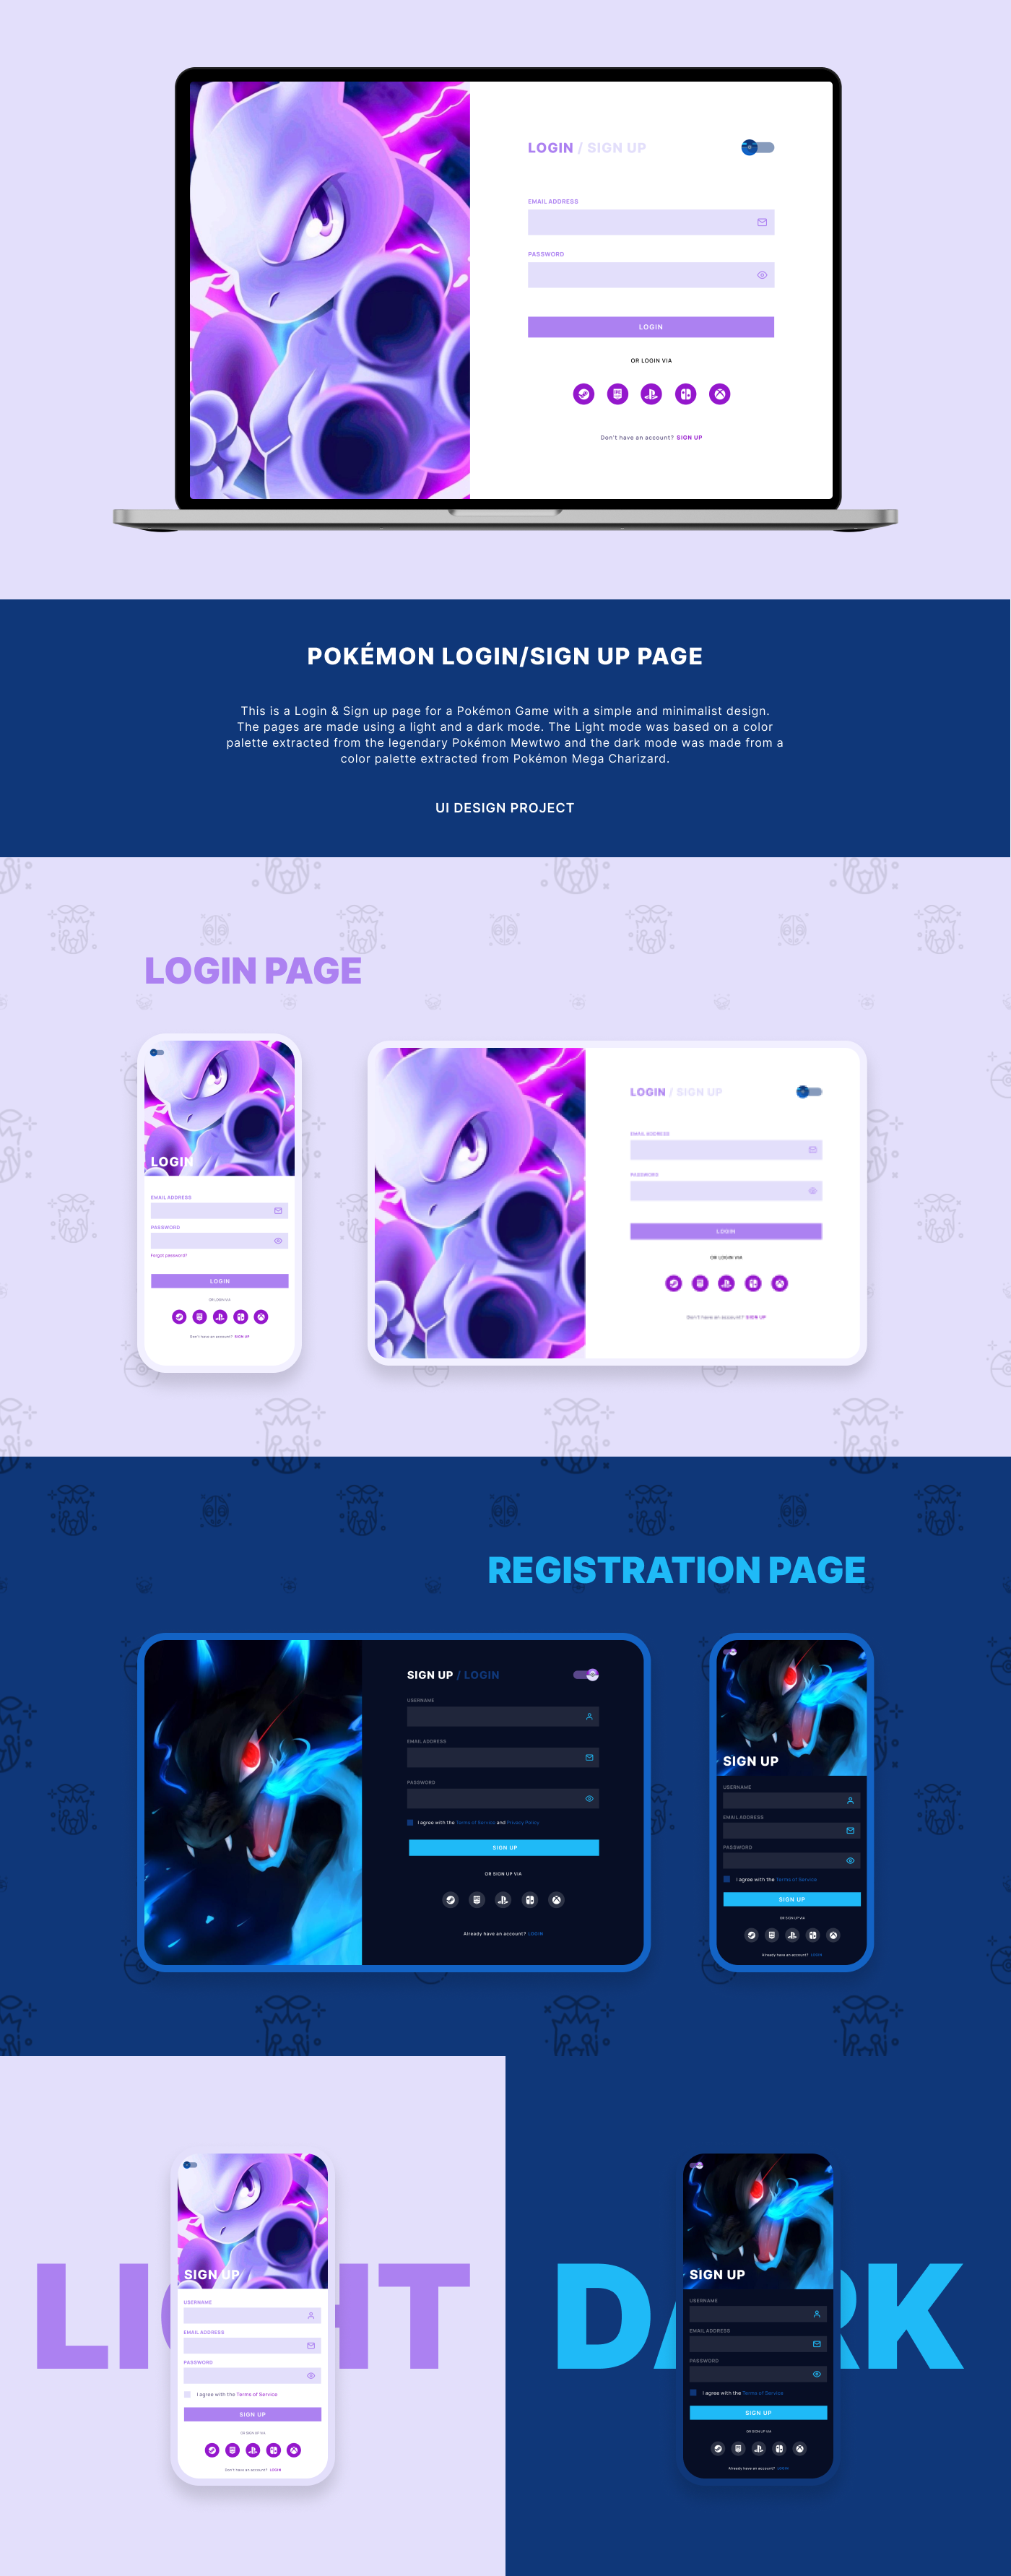 LOGIN / SIGN UP
EMAIL ADDRESS
PASSWORD
LOGIN
OR LOGIN VIA
Don't have an account? SIGN UP
POKÉMON LOGIN/SIGN UP PAGE
This is a Login & Sign up page for a Pokémon Game with a simple and minimalist design.
The pages are made using a light and a dark mode. The Light mode was based on a color
palette extracted from the legendary Pokémon Mewtwo and the dark mode was made from a
color palette extracted from Pokémon Mega Charizard.
UI DESIGN PROJECT
LOGIN PAGE
LOGIN
EMAIL ADDRESS
PASSWORD
Forgot password?
LOGIN
OR LOGIN VIA
Don't have an account? SIGN UP
LOGIN / SIGN UP
EMAIL ADDRESS
PASSWORD
LOGIN
OR LOGIN VIA
Don't have an account? SIGN UP
REGISTRATION PAGE
SIGN UP / LOGIN
USERNAME
EMAIL ADDRESS
PASSWORD
I agree with the Terms of Service and Privacy Policy
SIGN UP
OR SIGN UP VIA
Already have an account? LOGIN
SIGN UP
USERNAME
EMAIL ADDRESS
PASSWORD
I agree with the Terms of Service
SIGN UP
OR SIGN UP VIA
Already have an account? LOGIN
LIGHT
SIGN UP
USERNAME
EMAIL ADDRESS
PASSWORD
I agree with the Terms of Service
SIGN UP
OR SIGN UP VIA
Don't have an account? LOGIN
DARK
SIGN UP
USERNAME
EMAIL ADDRESS
PASSWORD
I agree with the Terms of Service
SIGN UP
OR SIGN UP VIA
Already have an account? LOGIN